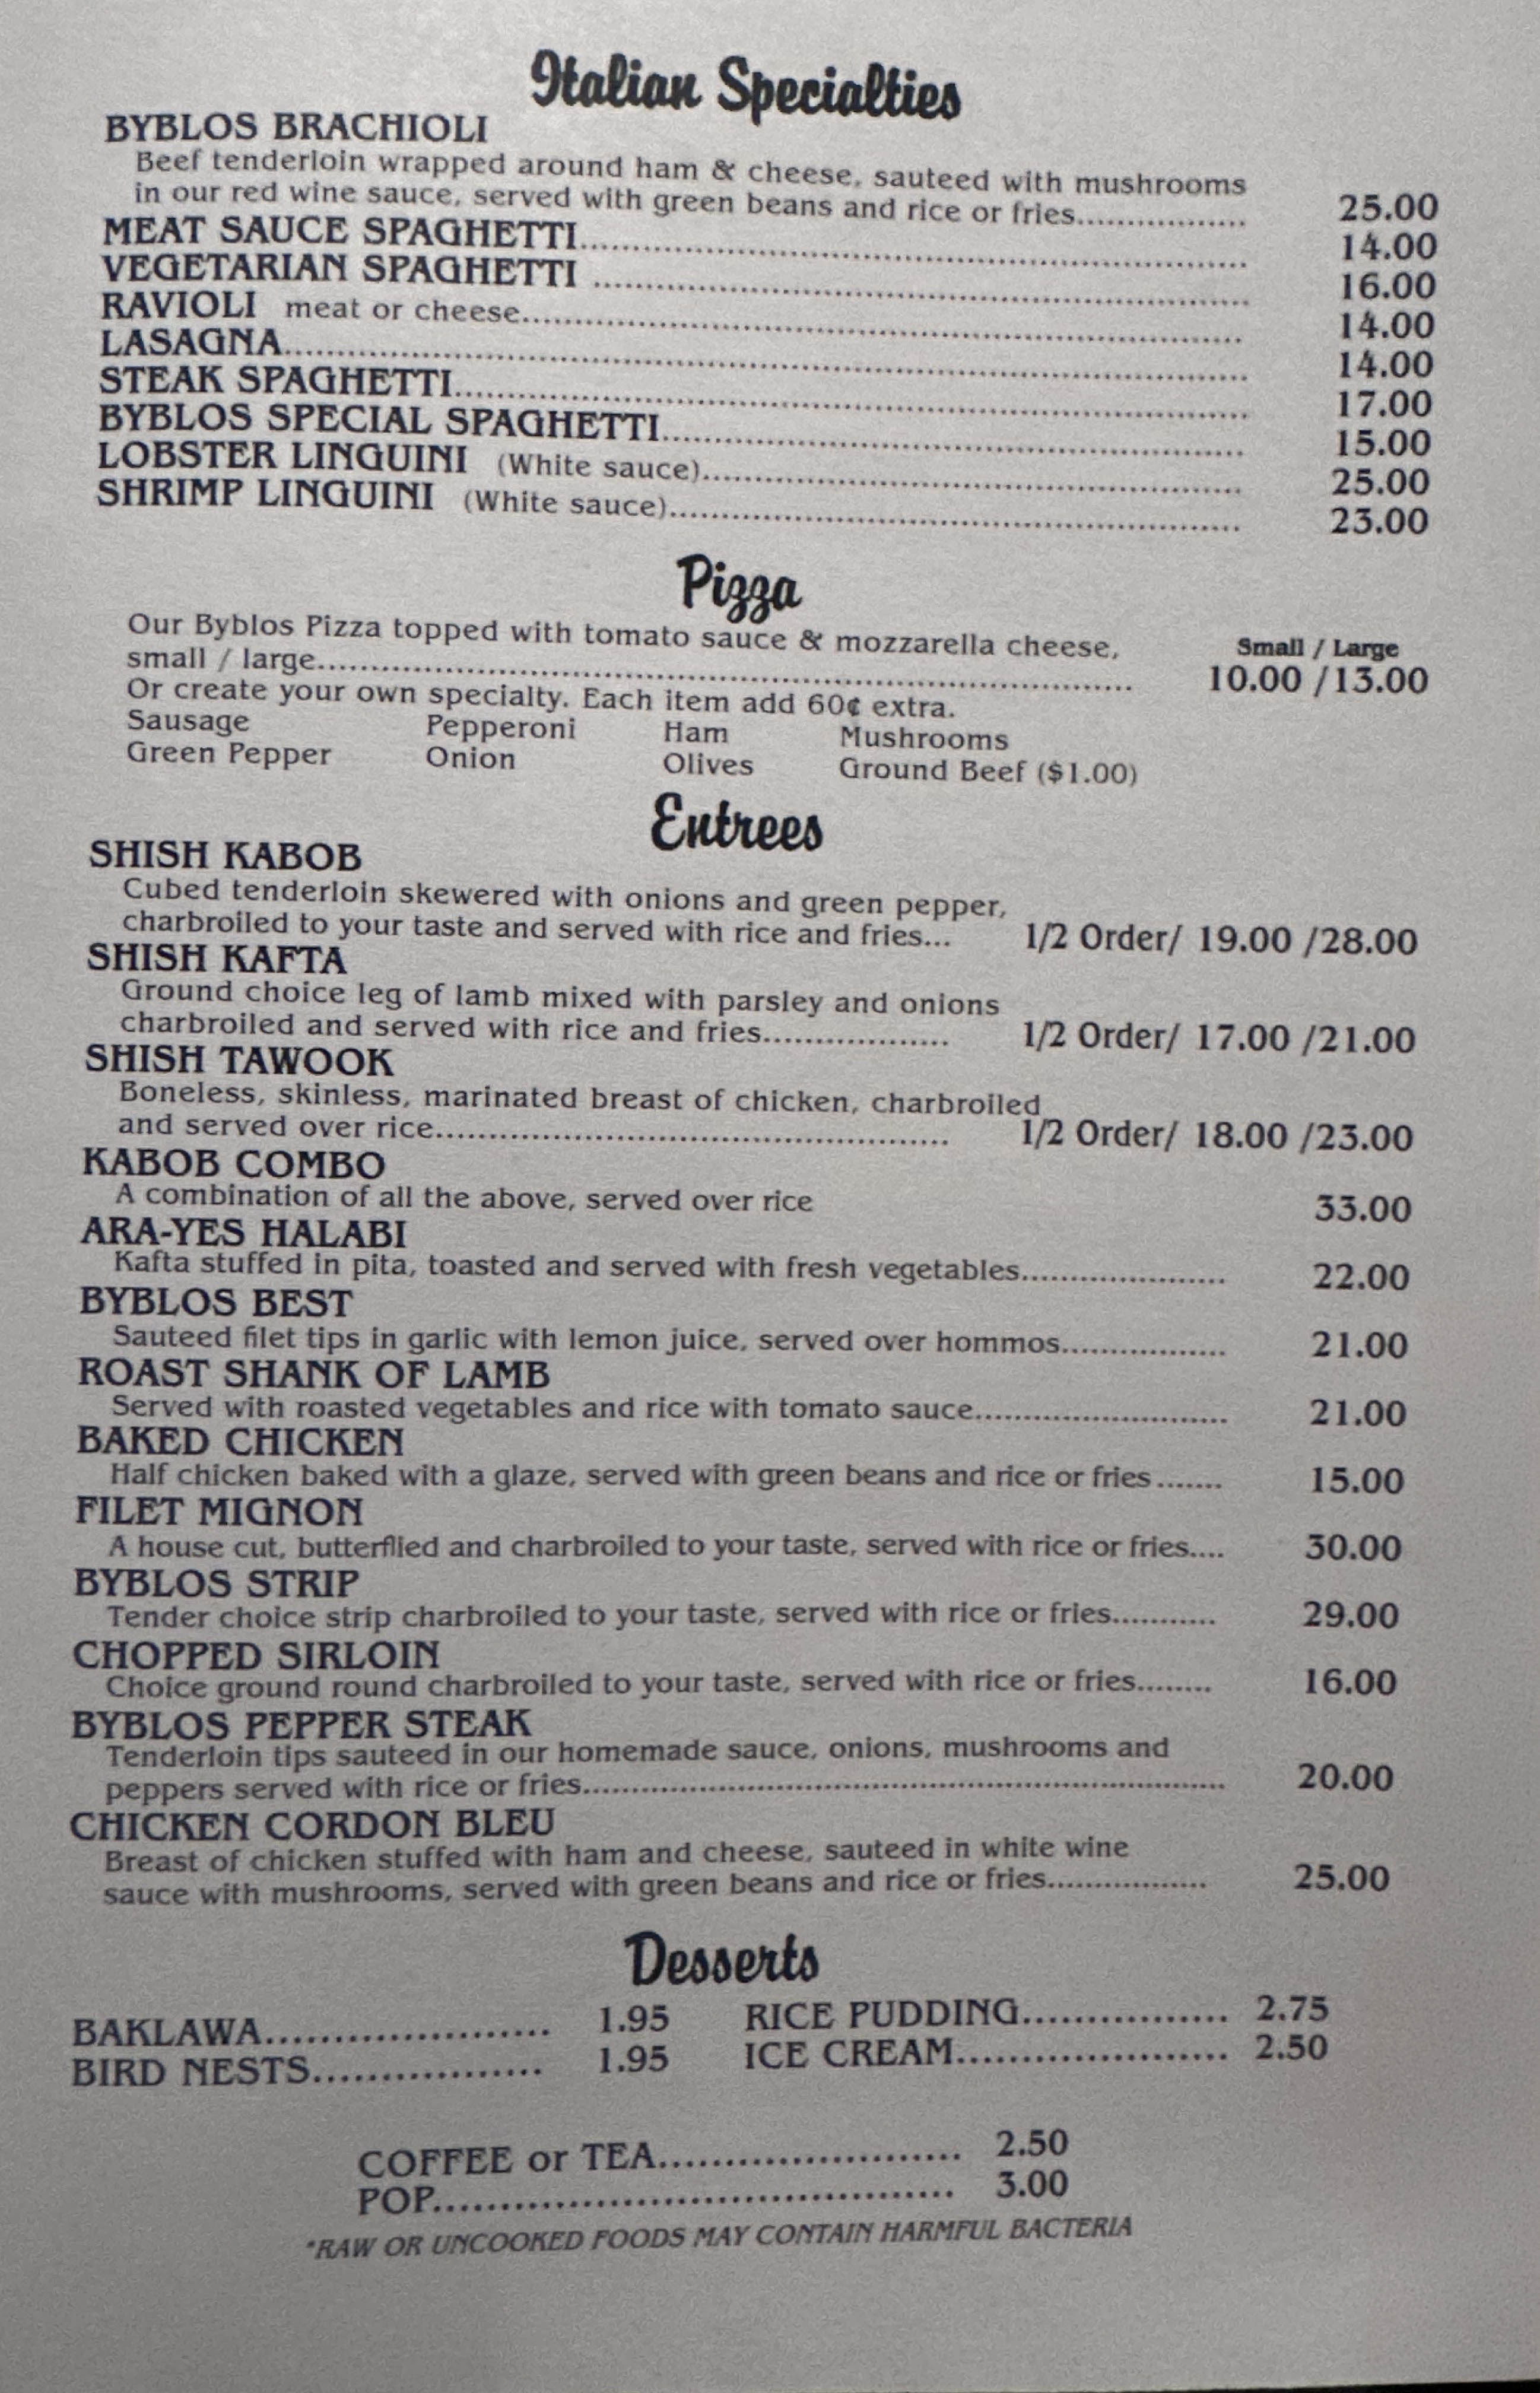 Italian Specialties
BYBLOS BRACHIOLI
Beef tenderloin wrapped around ham & cheese, sauteed with mushrooms
in our red wine sauce, served with green beans and rice or fries................ 25.00
MEAT SAUCE SPAGHETTI................ 14.00
VEGETARIAN SPAGHETTI ................ 16.00
RAVIOLI meat or cheese................ 14.00
LASAGNA................ 14.00
STEAK SPAGHETTI................ 17.00
BYBLOS SPECIAL SPAGHETTI................ 15.00
LOBSTER LINGUINI (White sauce)................ 25.00
SHRIMP LINGUINI (White sauce)................ 23.00
Pizza
Our Byblos Pizza topped with tomato sauce & mozzarella cheese, Small / Large
small / large................ 10.00 /13.00
Or create your own specialty. Each item add 60¢ extra.
Sausage Pepperoni Ham Mushrooms
Green Pepper Onion Olives Ground Beef ($1.00)
Entrees
SHISH KABOB
Cubed tenderloin skewered with onions and green pepper,
charbroiled to your taste and served with rice and fries... 1/2 Order/ 19.00 /28.00
SHISH KAFTA
Ground choice leg of lamb mixed with parsley and onions
charbroiled and served with rice and fries.................. 1/2 Order/ 17.00 /21.00
SHISH TAWOOK
Boneless, skinless, marinated breast of chicken, charbroiled
and served over rice................ 1/2 Order/ 18.00 /23.00
KABOB COMBO
A combination of all the above, served over rice 33.00
ARA-YES HALABI
Kafta stuffed in pita, toasted and served with fresh vegetables..................... 22.00
BYBLOS BEST
Sauteed filet tips in garlic with lemon juice, served over hommos................. 21.00
ROAST SHANK OF LAMB
Served with roasted vegetables and rice with tomato sauce.......................... 21.00
BAKED CHICKEN
Half chicken baked with a glaze, served with green beans and rice or fries....... 15.00
FILET MIGNON
A house cut, butterflied and charbroiled to your taste, served with rice or fries.... 30.00
BYBLOS STRIP
Tender choice strip charbroiled to your taste, served with rice or fries........... 29.00
CHOPPED SIRLOIN
Choice ground round charbroiled to your taste, served with rice or fries........ 16.00
BYBLOS PEPPER STEAK
Tenderloin tips sauteed in our homemade sauce, onions, mushrooms and
peppers served with rice or fries................ 20.00
CHICKEN CORDON BLEU
Breast of chicken stuffed with ham and cheese, sauteed in white wine
sauce with mushrooms, served with green beans and rice or fries................. 25.00
Desserts
BAKLAWA...................... 1.95 RICE PUDDING................ 2.75
BIRD NESTS.................. 1.95 ICE CREAM..................... 2.50
COFFEE or TEA....................... 2.50
POP........................................ 3.00
*RAW OR UNCOOKED FOODS MAY CONTAIN HARMFUL BACTERIA